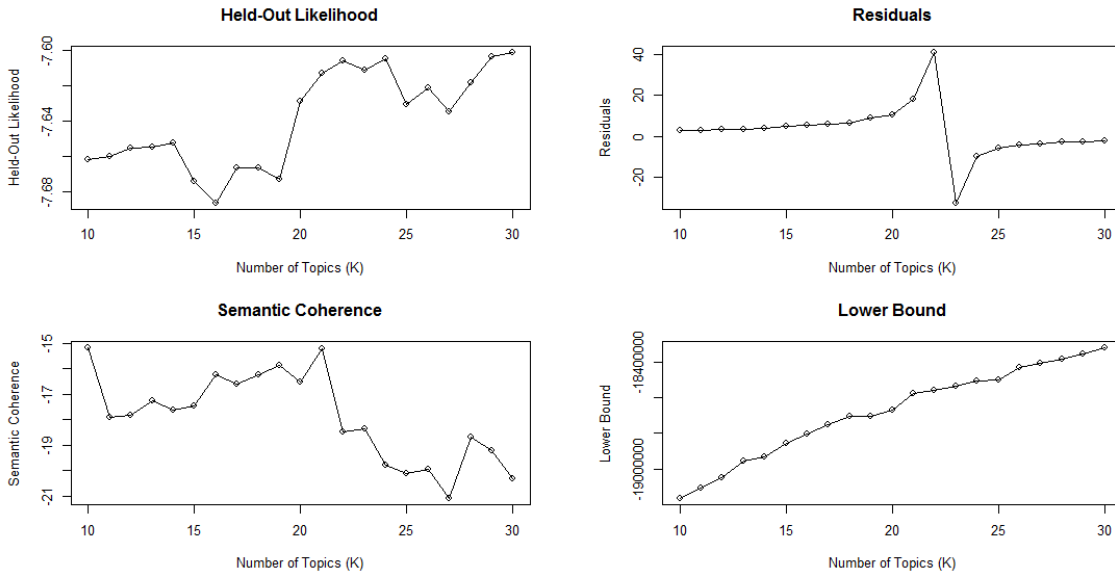 Held-Out Likelihood
Held-Out Likelihood
-7.60
-7.64
-7.68
10 15 20 25 30
Number of Topics (K)
Residuals
Residuals
40
20
0
-20
10 15 20 25 30
Number of Topics (K)
Semantic Coherence
Semantic Coherence
-15
-17
-19
-21
10 15 20 25 30
Number of Topics (K)
Lower Bound
Lower Bound
-18400000
-19000000
10 15 20 25 30
Number of Topics (K)